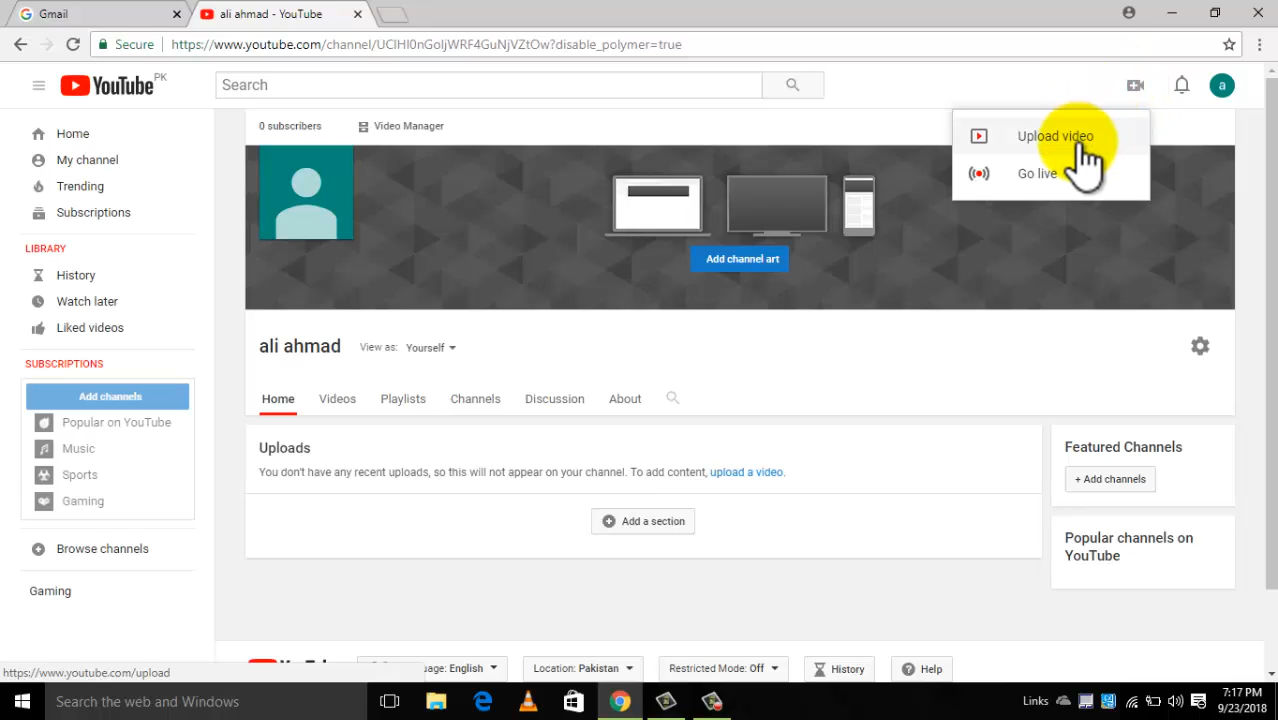 Gmail
ali ahmad - YouTube
Secure
https://www.youtube.com/channel/UCIHI0nGoljWRF4GuNjVZtOw?disable_polymer=true
YouTube PK
Search
a
Home
My channel
Trending
Subscriptions
LIBRARY
History
Watch later
Liked videos
SUBSCRIPTIONS
Add channels
Popular on YouTube
Music
Sports
Gaming
Browse channels
Gaming
0 subscribers
Video Manager
Upload video
Go live
Add channel art
ali ahmad
View as: Yourself
Home
Videos
Playlists
Channels
Discussion
About
Uploads
You don't have any recent uploads, so this will not appear on your channel. To add content, upload a video.
Add a section
Featured Channels
+ Add channels
Popular channels on
YouTube
uage: English
Location: Pakistan
Restricted Mode: Off
History
Help
https://www.youtube.com/upload
Search the web and Windows
Links
7:17 PM
9/23/2018